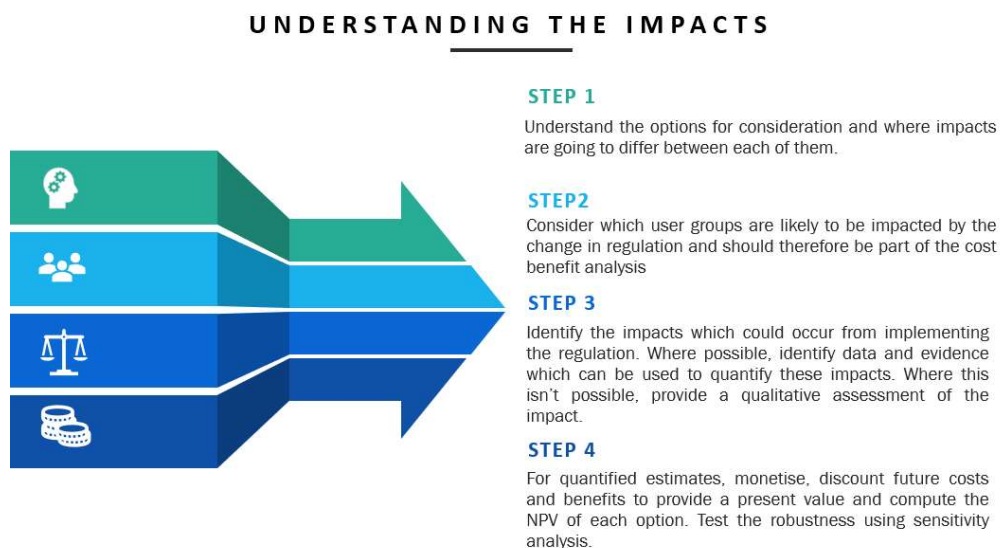 UNDERSTANDING THE IMPACTS
STEP 1
Understand the options for consideration and where impacts
are going to differ between each of them.
STEP2
Consider which user groups are likely to be impacted by the
change in regulation and should therefore be part of the cost
benefit analysis
STEP 3
Identify the impacts which could occur from implementing
the regulation. Where possible, identify data and evidence
which can be used to quantify these impacts. Where this
isn't possible, provide a qualitative assessment of the
impact.
STEP 4
For quantified estimates, monetise, discount future costs
and benefits to provide a present value and compute the
NPV of each option. Test the robustness using sensitivity
analysis.